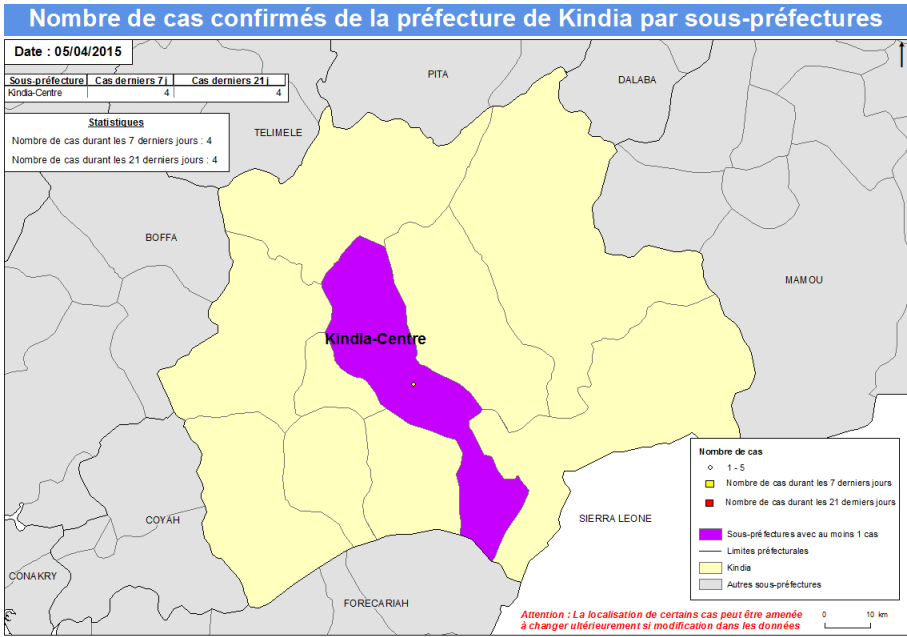 Nombre de cas confirmés de la préfecture de Kindia par sous-préfectures
Date : 05/04/2015
Sous-préfecture Cas derniers 7 j Cas derniers 21 j
Kindia-Centre 4 4
Statistiques
Nombre de cas durant les 7 derniers jours : 4
Nombre de cas durant les 21 derniers jours : 4
PITA
DALABA
TELIMELE
BOFFA
MAMOU
Kindia-Centre
COYAH
SIERRA LEONE
CONAKRY
FORECARIAH
Nombre de cas
1 - 5
Nombre de cas durant les 7 derniers jours
Nombre de cas durant les 21 derniers jours
Sous-préfectures avec au moins 1 cas
Limites préfecturales
Kindia
Autres sous-préfectures
Attention : La localisation de certains cas peut être amenée
à changer ultérieurement si modification dans les données
0 10 km